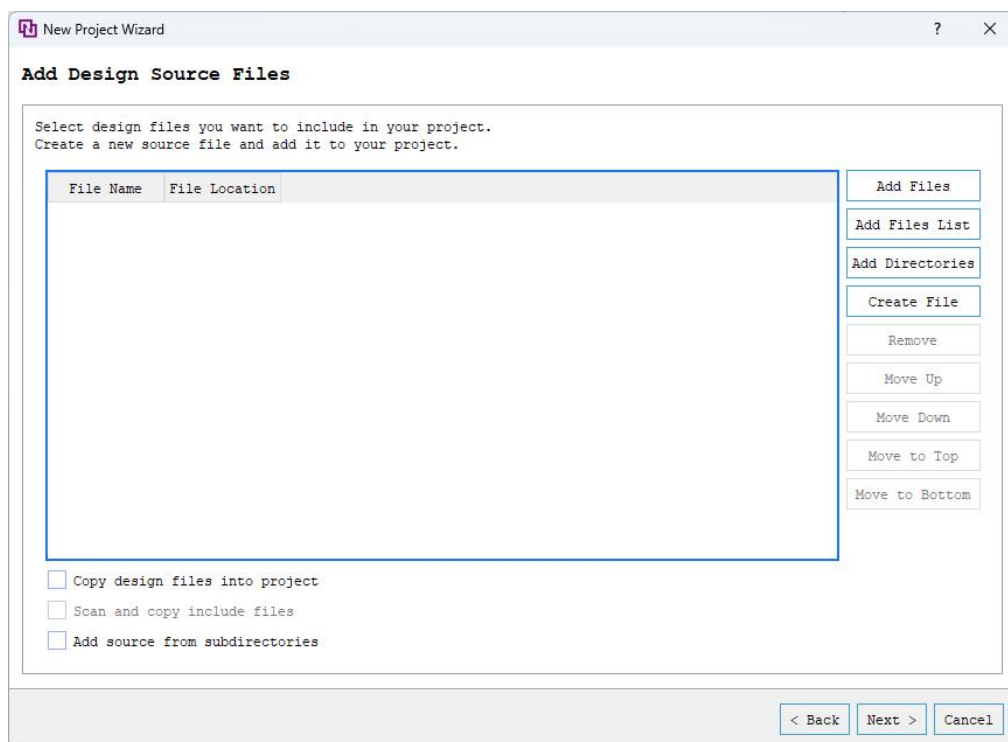 New Project Wizard
?
Add Design Source Files
Select design files you want to include in your project.
Create a new source file and add it to your project.
File Name File Location
Add Files
Add Files List
Add Directories
Create File
Remove
Move Up
Move Down
Move to Top
Move to Bottom
Copy design files into project
Scan and copy include files
Add source from subdirectories
< Back Next > Cancel